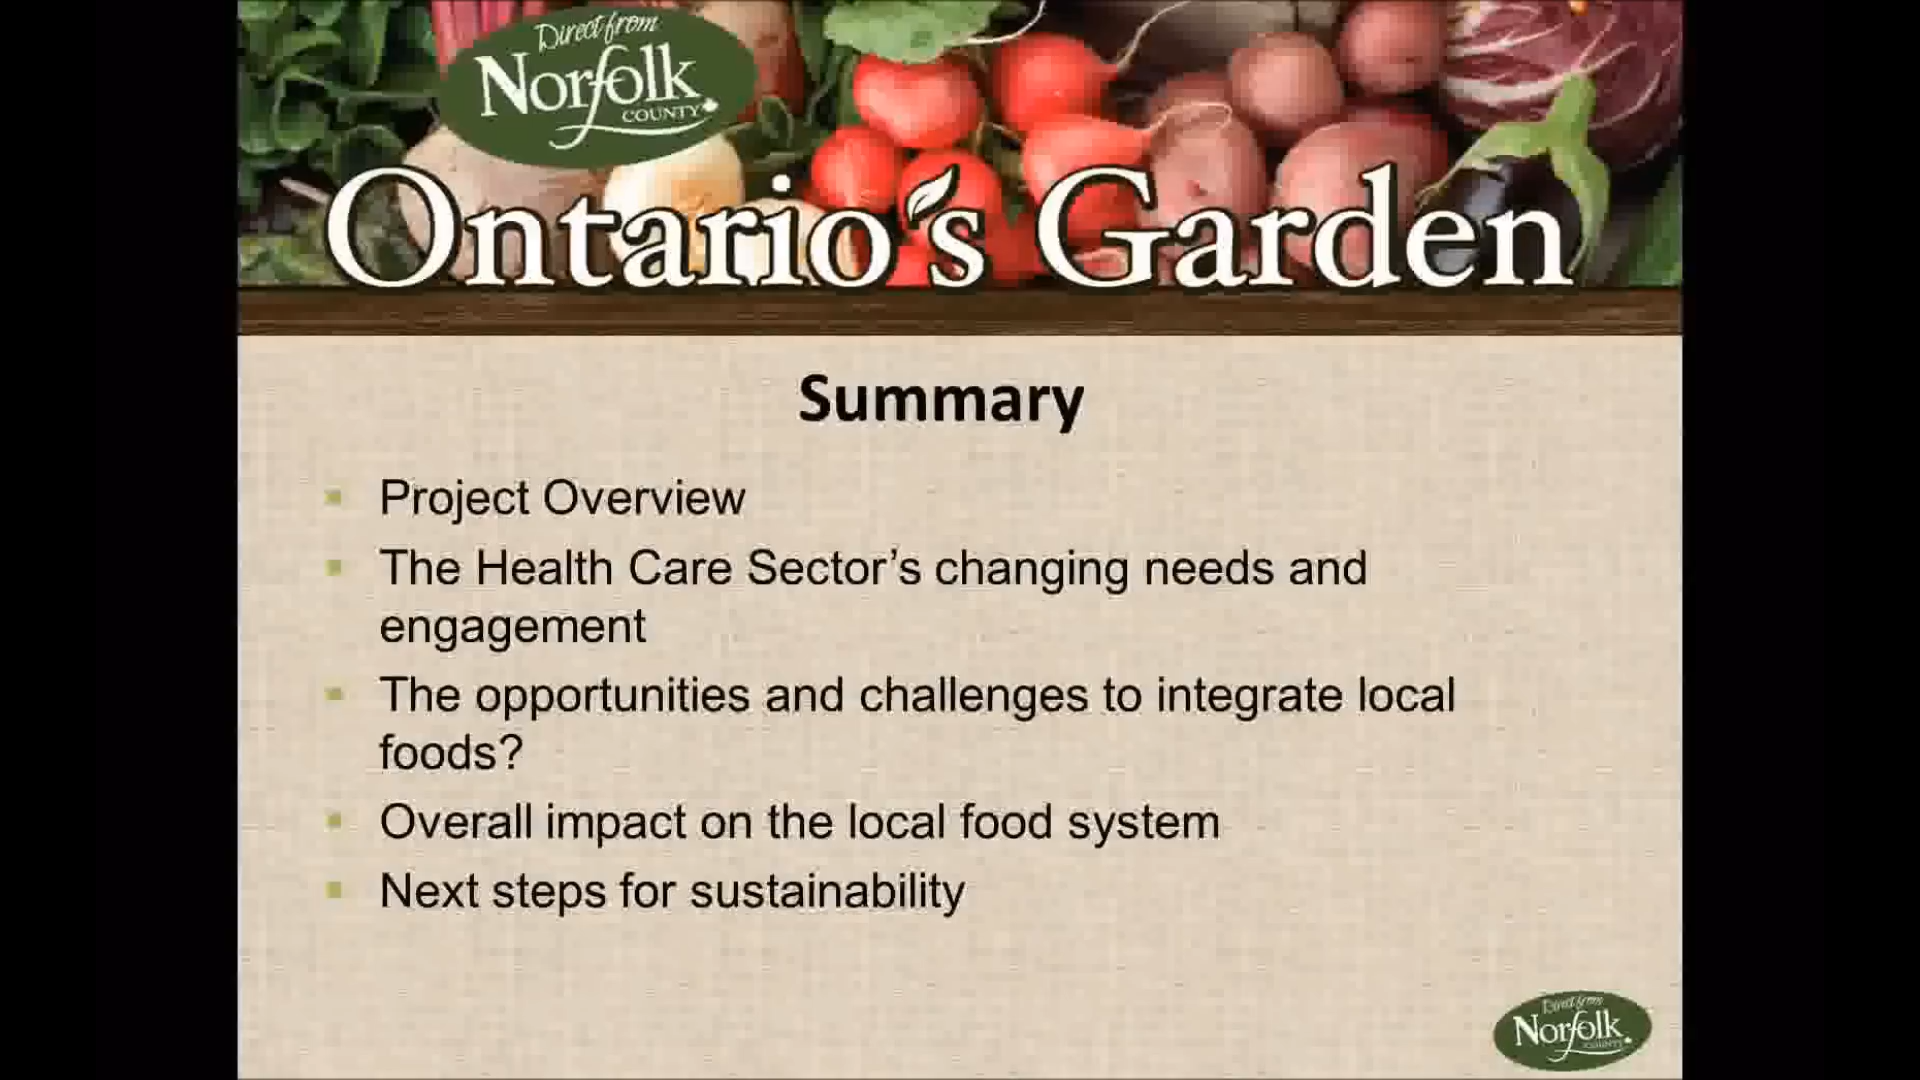 Direct from
Norfolk
COUNTY
Ontario's Garden
Summary
Project Overview
The Health Care Sector’s changing needs and
engagement
The opportunities and challenges to integrate local
foods?
Overall impact on the local food system
Next steps for sustainability
Direct from
Norfolk
COUNTY